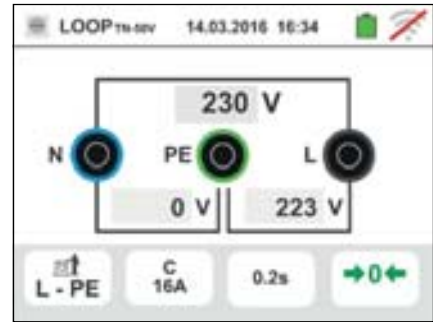 LOOP TN-50V 14.03.2016 16:34
230 V
N PE L
0 V 223 V
L - PE C 16A 0.2s →0←